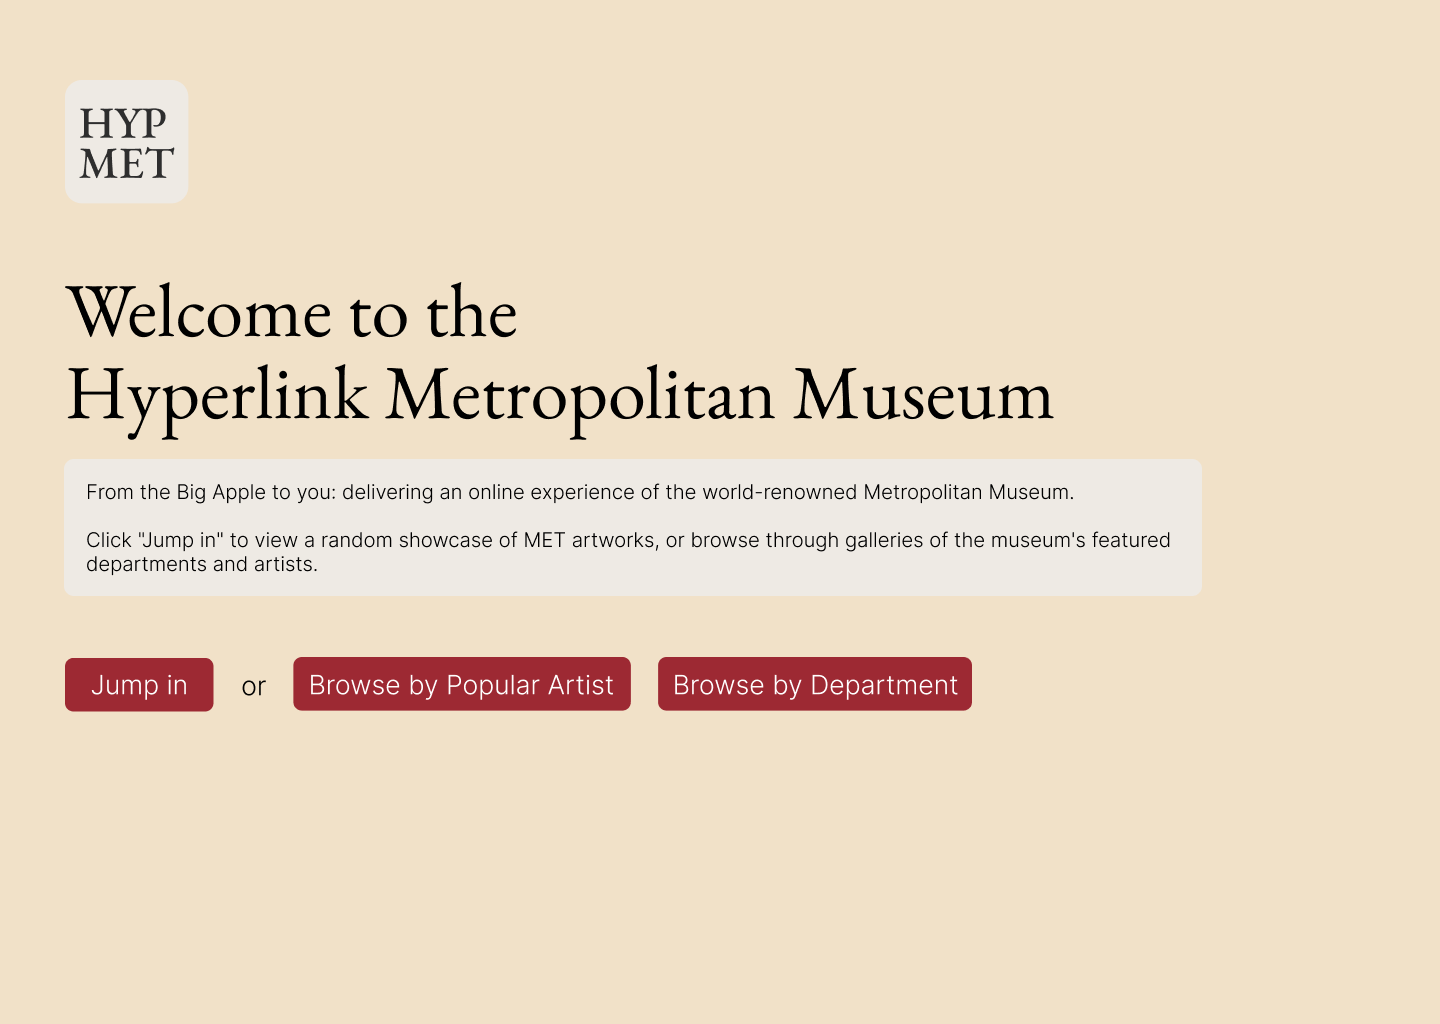 HYP
MET
Welcome to the
Hyperlink Metropolitan Museum
From the Big Apple to you: delivering an online experience of the world-renowned Metropolitan Museum.
Click "Jump in" to view a random showcase of MET artworks, or browse through galleries of the museum's featured
departments and artists.
Jump in or Browse by Popular Artist Browse by Department